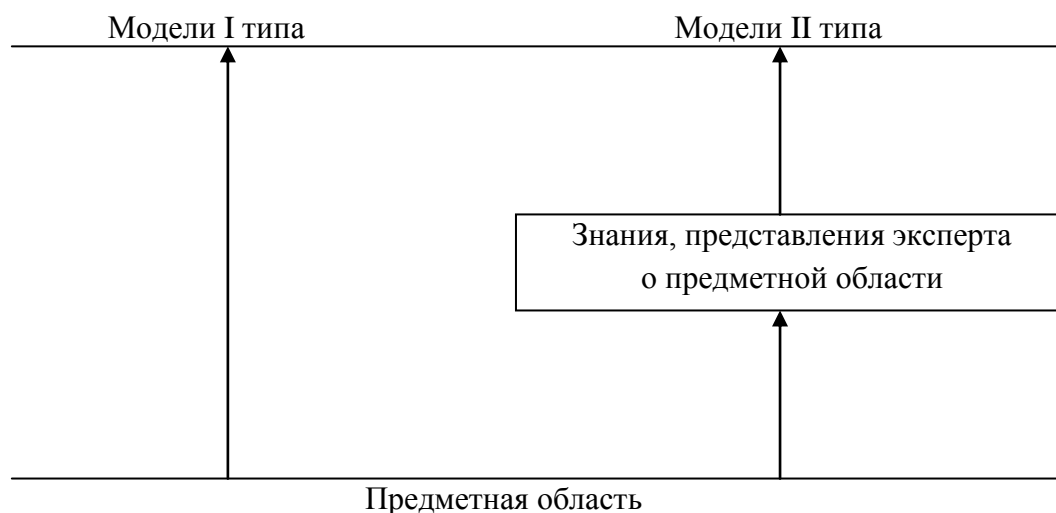 Модели I типа
Модели II типа
Знания, представления эксперта
о предметной области
Предметная область